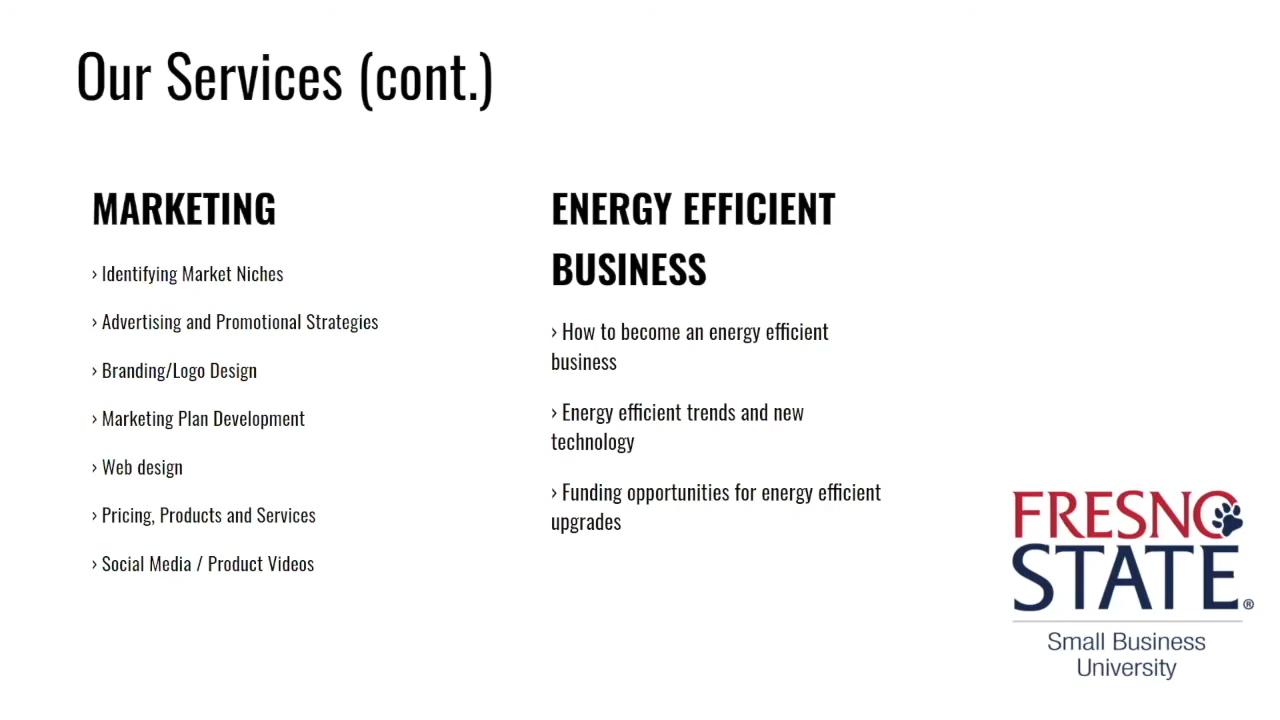 Our Services (cont.)
MARKETING
› Identifying Market Niches
› Advertising and Promotional Strategies
› Branding/Logo Design
› Marketing Plan Development
› Web design
› Pricing, Products and Services
› Social Media / Product Videos
ENERGY EFFICIENT
BUSINESS
› How to become an energy efficient
business
› Energy efficient trends and new
technology
› Funding opportunities for energy efficient
upgrades
FRESNO
STATE®
Small Business
University